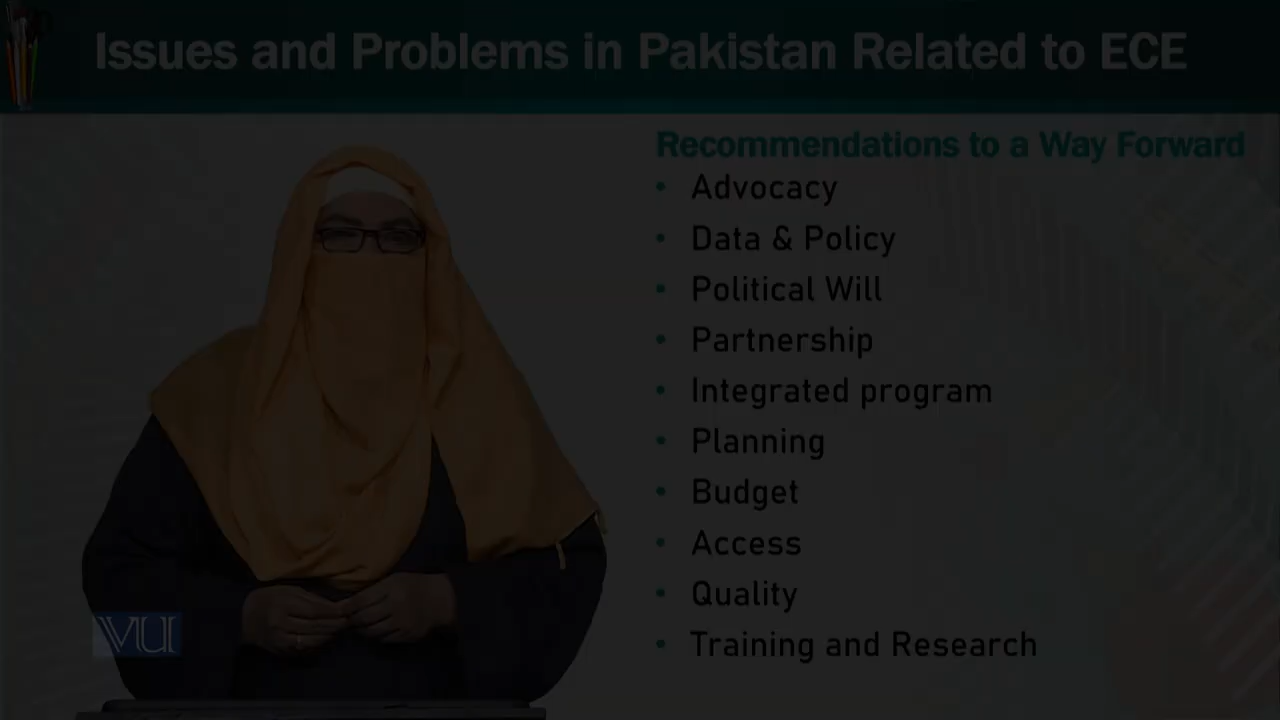 Issues and Problems in Pakistan Related to ECE
Recommendations to a Way Forward
• Advocacy
• Data & Policy
• Political Will
• Partnership
• Integrated program
• Planning
• Budget
• Access
• Quality
• Training and Research
VU